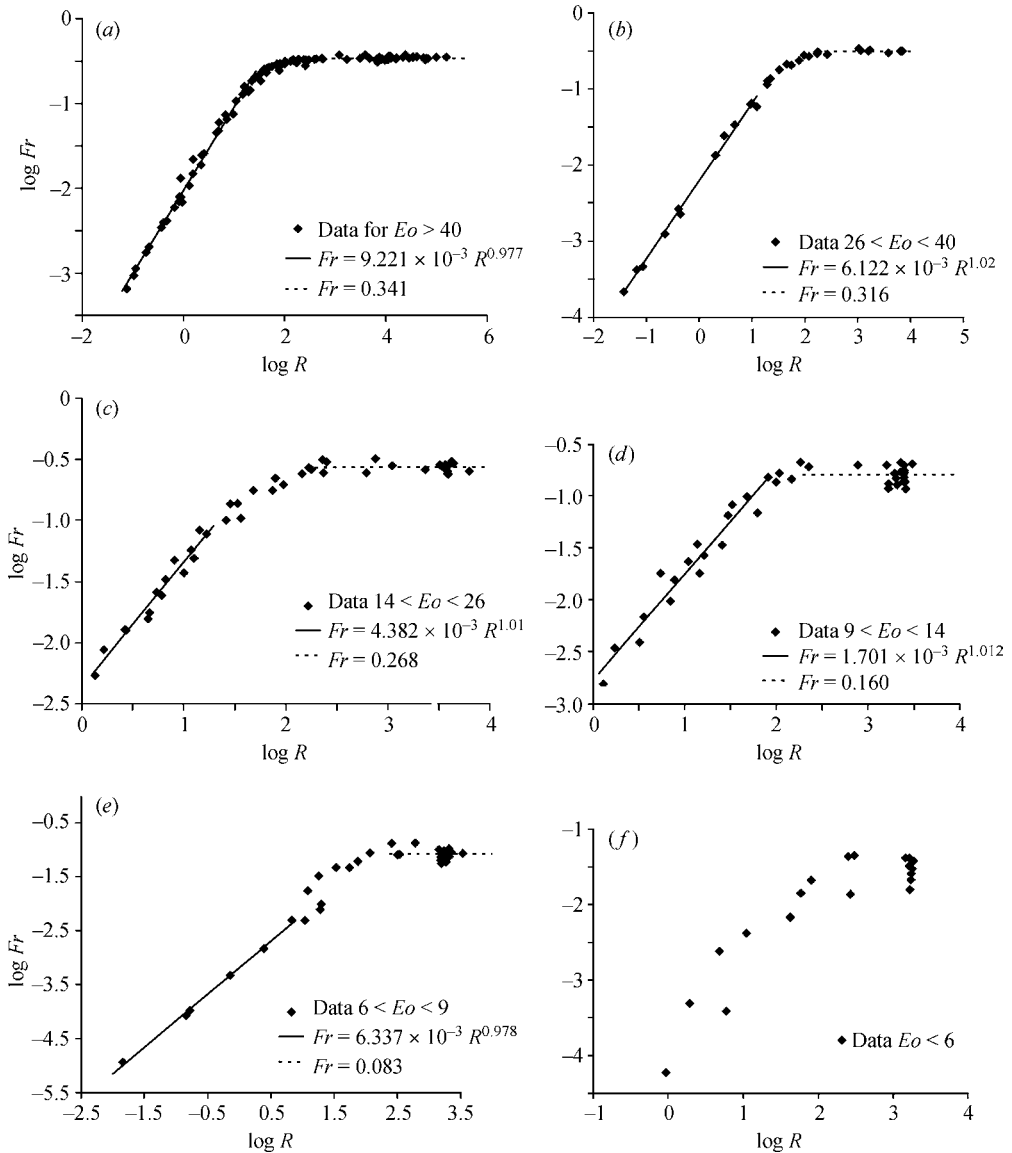 (a)
0
–1
–2
–3
log Fr
Data for Eo > 40
Fr = 9.221 × 10–3 R0.977
Fr = 0.341
–2 0 2 4 6
log R
(b)
0
–1
–2
–3
–4
Data 26 < Eo < 40
Fr = 6.122 × 10–3 R1.02
Fr = 0.316
–2 –1 0 1 2 3 4 5
log R
(c)
0
–0.5
–1.0
–1.5
–2.0
–2.5
log Fr
Data 14 < Eo < 26
Fr = 4.382 × 10–3 R1.01
Fr = 0.268
0 1 2 3 4
log R
(d)
–0.5
–1.0
–1.5
–2.0
–2.5
–3.0
Data 9 < Eo < 14
Fr = 1.701 × 10–3 R1.012
Fr = 0.160
0 1 2 3 4
log R
(e)
–0.5
–1.5
–2.5
–3.5
–4.5
–5.5
log Fr
Data 6 < Eo < 9
Fr = 6.337 × 10–3 R0.978
Fr = 0.083
–2.5 –1.5 –0.5 0.5 1.5 2.5 3.5
log R
(f)
–1
–2
–3
–4
Data Eo < 6
–1 0 1 2 3 4
log R